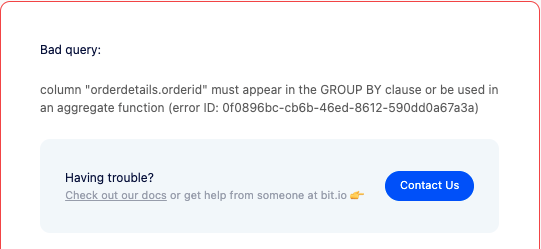 Bad query:
column "orderdetails.orderid" must appear in the GROUP BY clause or be used in
an aggregate function (error ID: 0f0896bc-cb6b-46ed-8612-590dd0a67a3a)
Having trouble?
Check out our docs or get help from someone at bit.io 👉
Contact Us